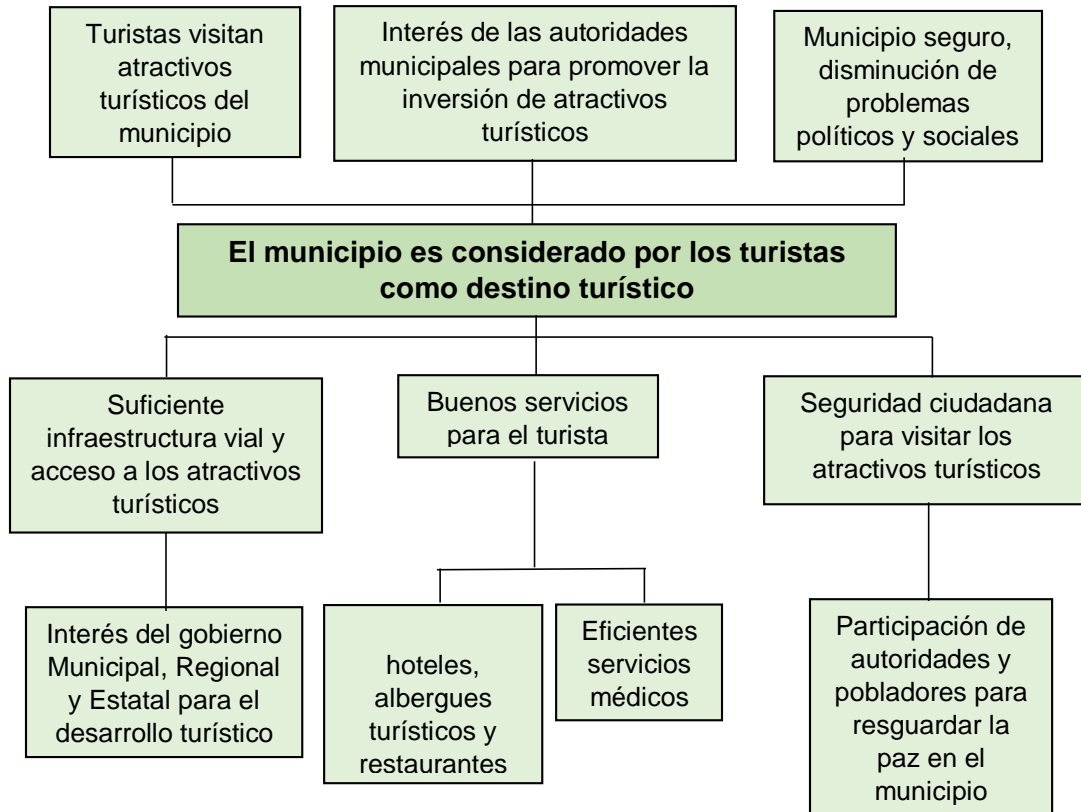 Turistas visitan
atractivos
turísticos del
municipio
Interés de las autoridades
municipales para promover la
inversión de atractivos
turísticos
Municipio seguro,
disminución de
problemas
políticos y sociales
El municipio es considerado por los turistas
como destino turístico
Suficiente
infraestructura vial y
acceso a los atractivos
turísticos
Buenos servicios
para el turista
Seguridad ciudadana
para visitar los
atractivos turísticos
Interés del gobierno
Municipal, Regional
y Estatal para el
desarrollo turístico
hoteles,
albergues
turísticos y
restaurantes
Eficientes
servicios
médicos
Participación de
autoridades y
pobladores para
resguardar la
paz en el
municipio